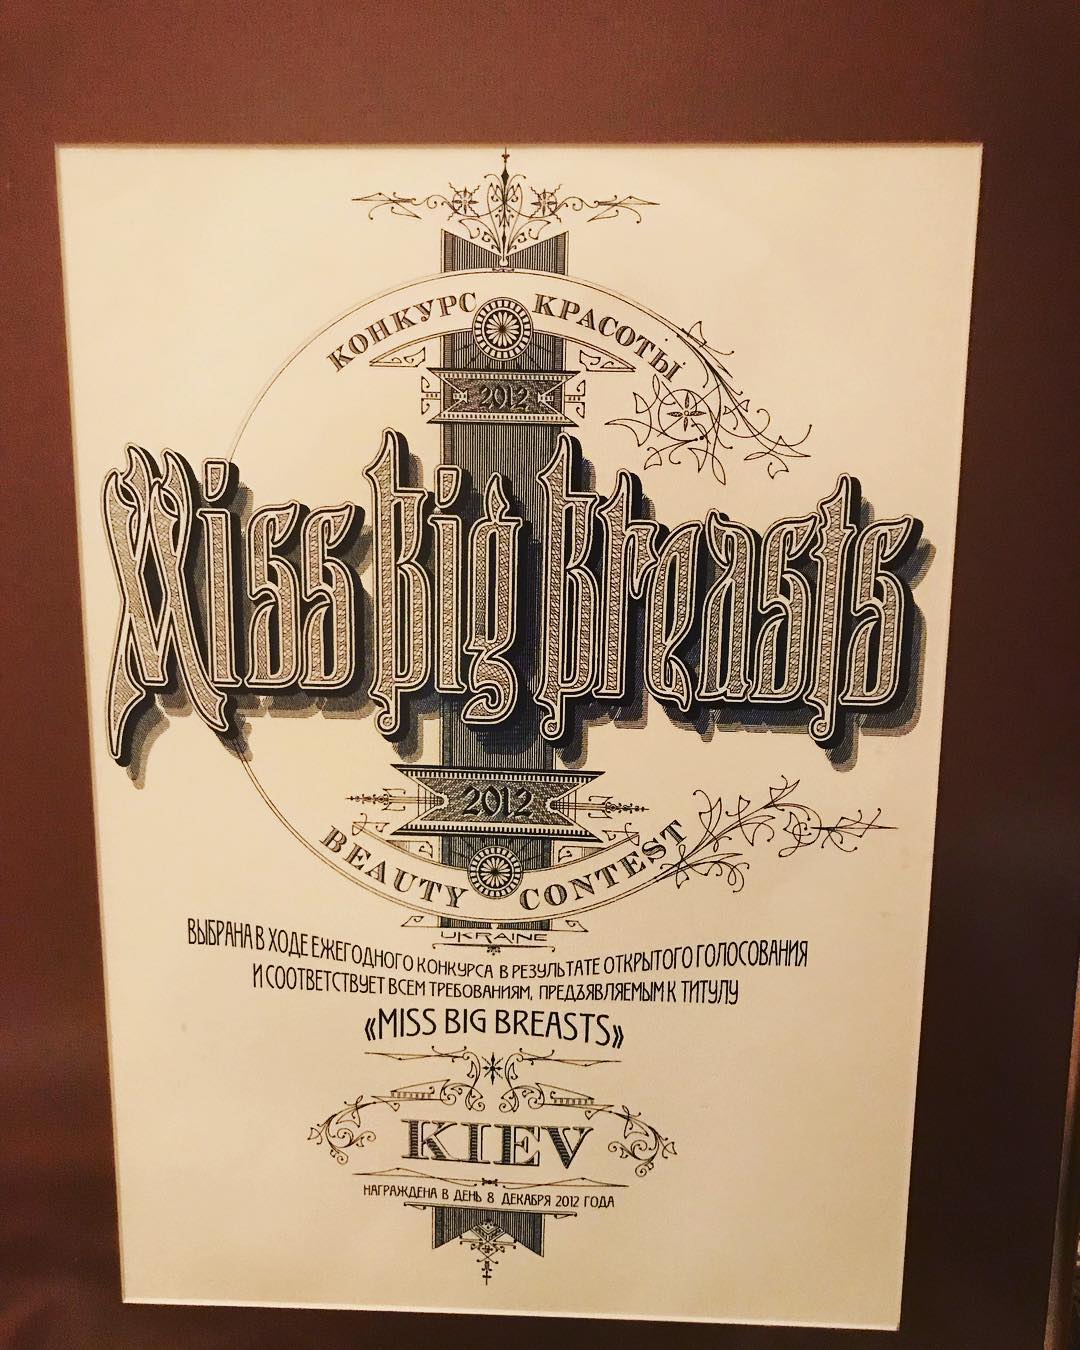 КОНКУРС КРАСОТЫ
2012
Miss Big Breasts
2012
BEAUTY CONTEST
UKRAINE
ВЫБРАНА В ХОДЕ ЕЖЕГОДНОГО КОНКУРСА В РЕЗУЛЬТАТЕ ОТКРЫТОГО ГОЛОСОВАНИЯ
И СООТВЕТСТВУЕТ ВСЕМ ТРЕБОВАНИЯМ, ПРЕДЪЯВЛЯЕМЫМ К ТИТУЛУ
«MISS BIG BREASTS»
KIEV
НАГРАЖДЕНА В ДЕНЬ 8 ДЕКАБРЯ 2012 ГОДА